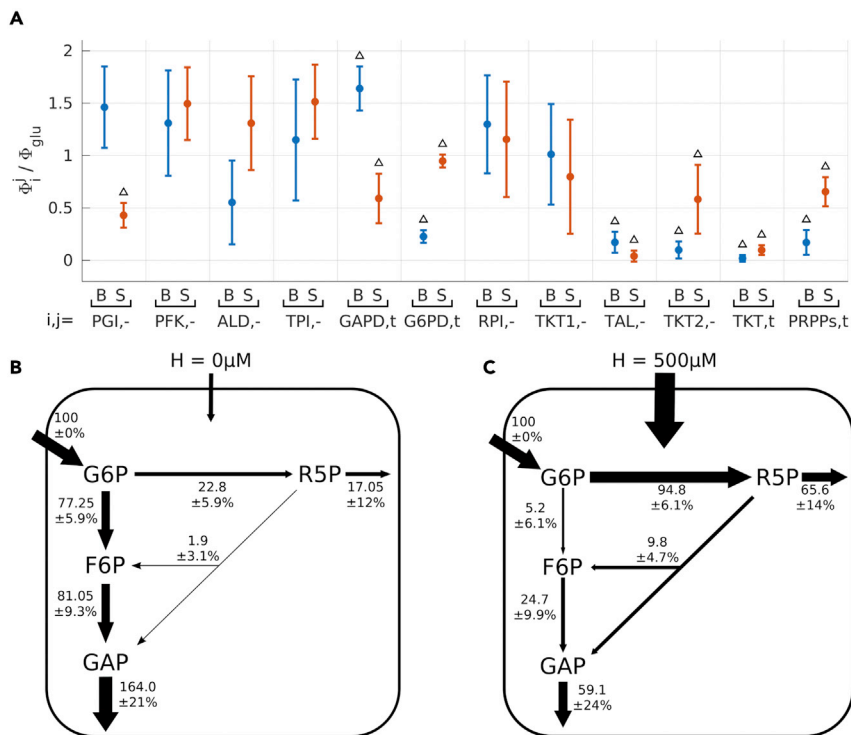 A
2
1.5
1
0.5
0
Φᵢʲ / Φglu
B S B S B S B S B S B S B S B S B S B S B S B S
i,j= PGI,- PFK,- ALD,- TPI,- GAPD,t G6PD,t RPI,- TKT1,- TAL,- TKT2,- TKT,t PRPPs,t
B
H = 0μM
100
±0%
G6P
R5P
22.8
±5.9%
17.05
±12%
77.25
±5.9%
1.9
±3.1%
F6P
81.05
±9.3%
GAP
164.0
±21%
C
H = 500μM
100
±0%
G6P
R5P
94.8
±6.1%
65.6
±14%
5.2
±6.1%
9.8
±4.7%
F6P
24.7
±9.9%
GAP
59.1
±24%